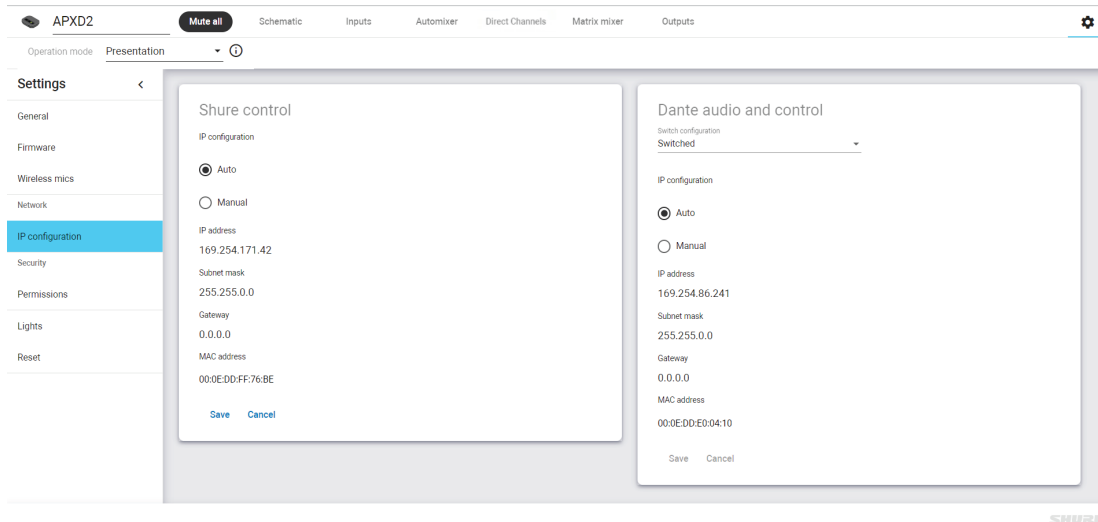 APXD2 Mute all Schematic Inputs Automixer Direct Channels Matrix mixer Outputs
Operation mode Presentation
Settings
General
Firmware
Wireless mics
Network
IP configuration
Security
Permissions
Lights
Reset
Shure control
IP configuration
Auto
Manual
IP address
169.254.171.42
Subnet mask
255.255.0.0
Gateway
0.0.0.0
MAC address
00:0E:DD:FF:76:BE
Save Cancel
Dante audio and control
Switch configuration
Switched
IP configuration
Auto
Manual
IP address
169.254.86.241
Subnet mask
255.255.0.0
Gateway
0.0.0.0
MAC address
00:0E:DD:E0:04:10
Save Cancel